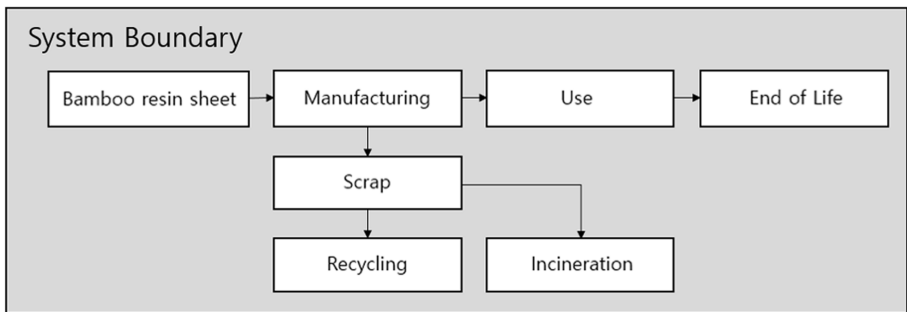 System Boundary
Bamboo resin sheet
Manufacturing
Use
End of Life
Scrap
Recycling
Incineration